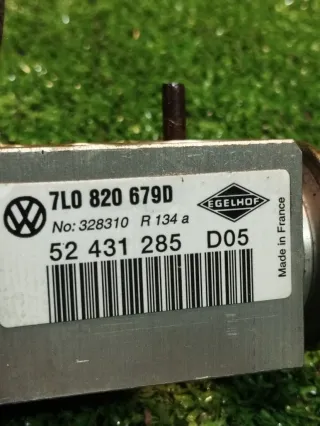 7L0 820 679D
No: 328310 R 134 a
EGELHOF
52 431 285 D05
Made in France